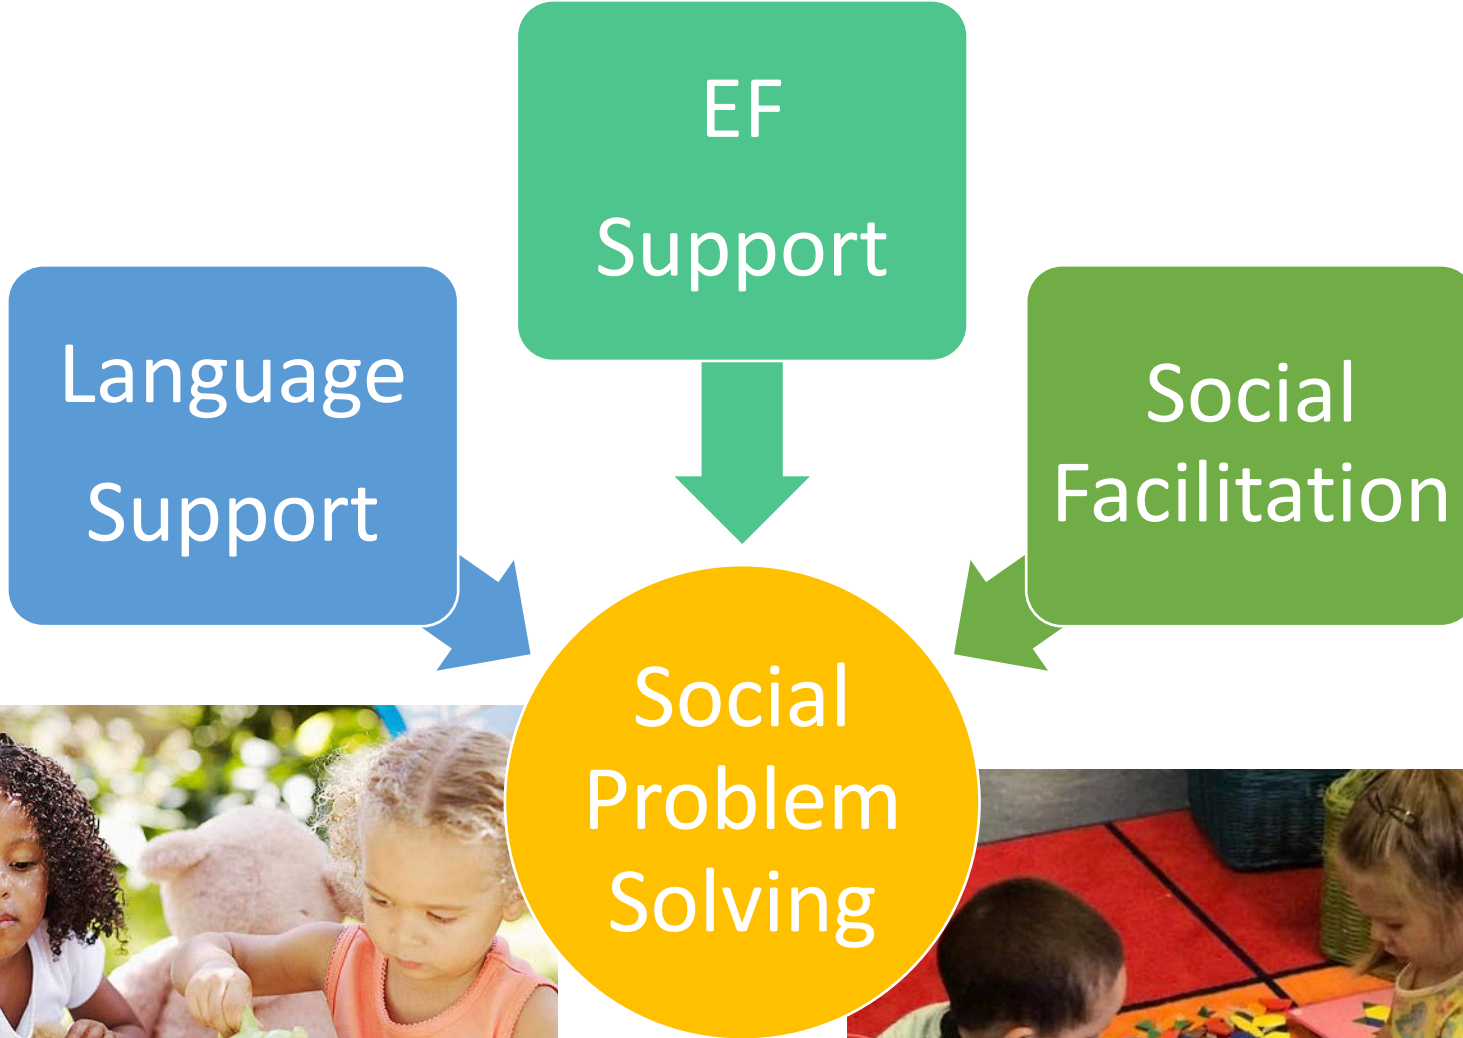 EF
Support
Language
Support
Social
Facilitation
Social
Problem
Solving